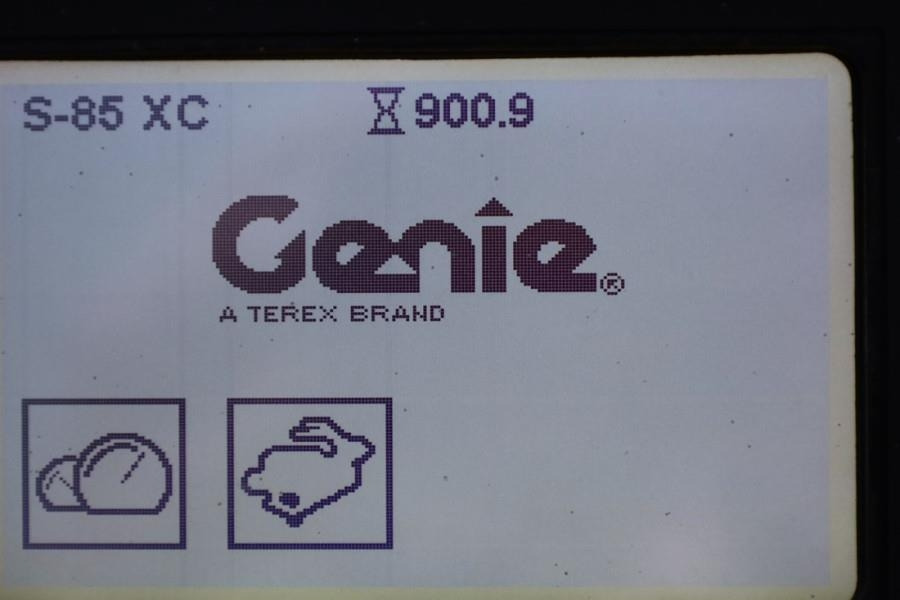 S-85 XC 900.9
Genie®
A TEREX BRAND